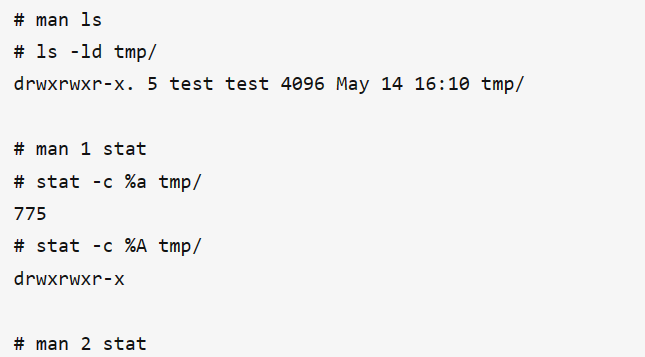 # man ls
# ls -ld tmp/
drwxrwxr-x. 5 test test 4096 May 14 16:10 tmp/
# man 1 stat
# stat -c %a tmp/
775
# stat -c %A tmp/
drwxrwxr-x
# man 2 stat